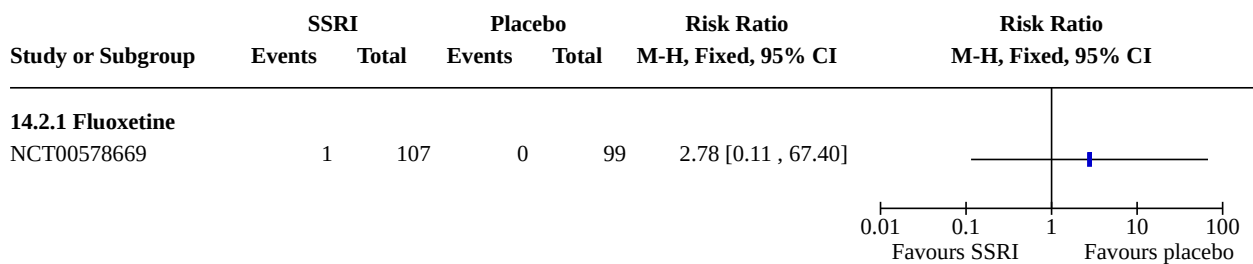 SSRI Placebo Risk Ratio Risk Ratio
Study or Subgroup Events Total Events Total M-H, Fixed, 95% CI M-H, Fixed, 95% CI
14.2.1 Fluoxetine
NCT00578669 1 107 0 99 2.78 [0.11 , 67.40]
0.01 0.1 1 10 100
Favours SSRI Favours placebo